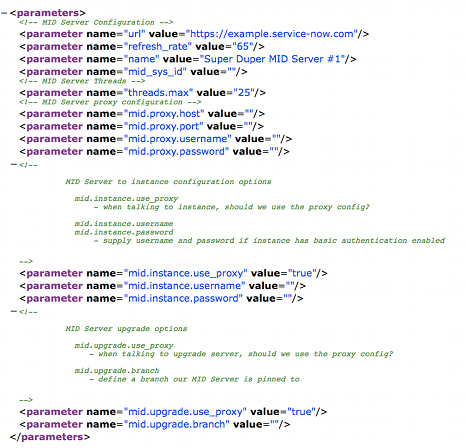 −<parameters>
<!-- MID Server Configuration -->
<parameter name="url" value="https://example.service-now.com"/>
<parameter name="refresh_rate" value="65"/>
<parameter name="name" value="Super Duper MID Server #1"/>
<parameter name="mid_sys_id" value=""/>
<!-- MID Server Threads -->
<parameter name="threads.max" value="25"/>
<!-- MID Server proxy configuration -->
<parameter name="mid.proxy.host" value=""/>
<parameter name="mid.proxy.port" value=""/>
<parameter name="mid.proxy.username" value=""/>
<parameter name="mid.proxy.password" value=""/>
−<!--
MID Server to instance configuration options
mid.instance.use_proxy
- when talking to instance, should we use the proxy config?
mid.instance.username
mid.instance.password
- supply username and password if instance has basic authentication enabled
-->
<parameter name="mid.instance.use_proxy" value="true"/>
<parameter name="mid.instance.username" value=""/>
<parameter name="mid.instance.password" value=""/>
−<!--
MID Server upgrade options
mid.upgrade.use_proxy
- when talking to upgrade server, should we use the proxy config?
mid.upgrade.branch
- define a branch our MID Server is pinned to
-->
<parameter name="mid.upgrade.use_proxy" value="true"/>
<parameter name="mid.upgrade.branch" value=""/>
</parameters>